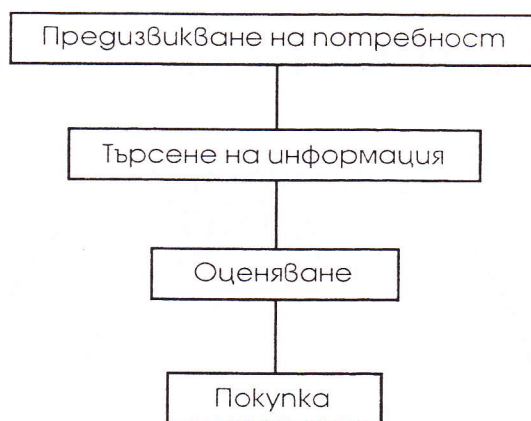 Предизвикване на потребност
Търсене на информация
Оценяване
Покупка